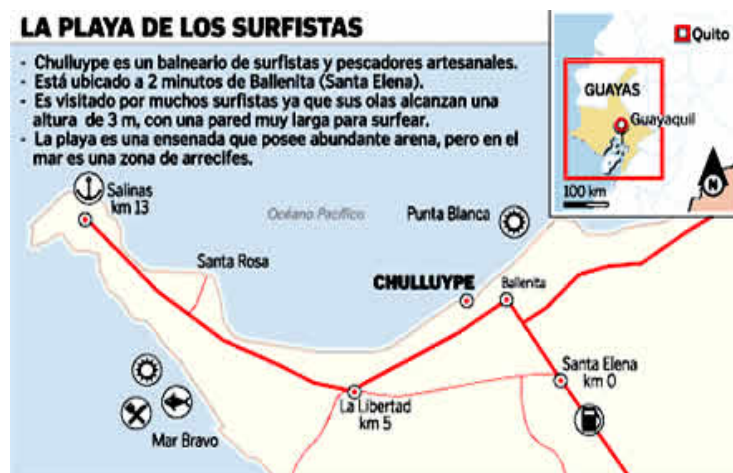 LA PLAYA DE LOS SURFISTAS
- Chulluype es un balneario de surfistas y pescadores artesanales.
- Está ubicado a 2 minutos de Ballenita (Santa Elena).
- Es visitado por muchos surfistas ya que sus olas alcanzan una
altura de 3 m, con una pared muy larga para surfear.
- La playa es una ensenada que posee abundante arena, pero en el
mar es una zona de arrecifes.
Quito
GUAYAS
Guayaquil
100 km
N
Salinas
km 13
Océano Pacífico
Punta Blanca
Santa Rosa
CHULLUYPE
Ballenita
Santa Elena
km 0
La Libertad
km 5
Mar Bravo